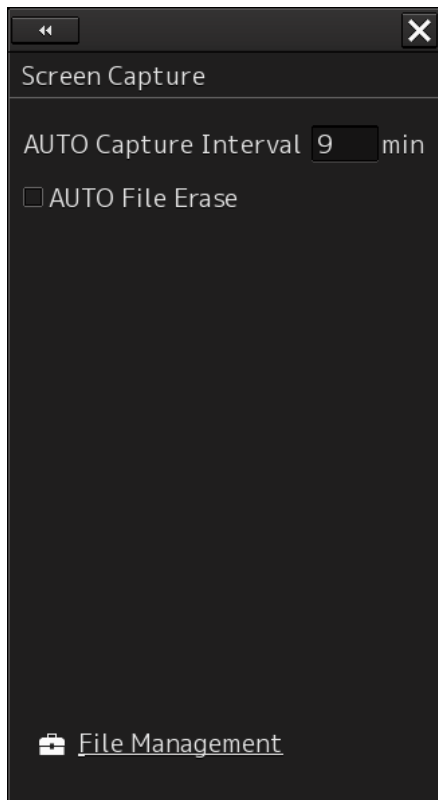 Screen Capture
AUTO Capture Interval 9 min
AUTO File Erase
File Management